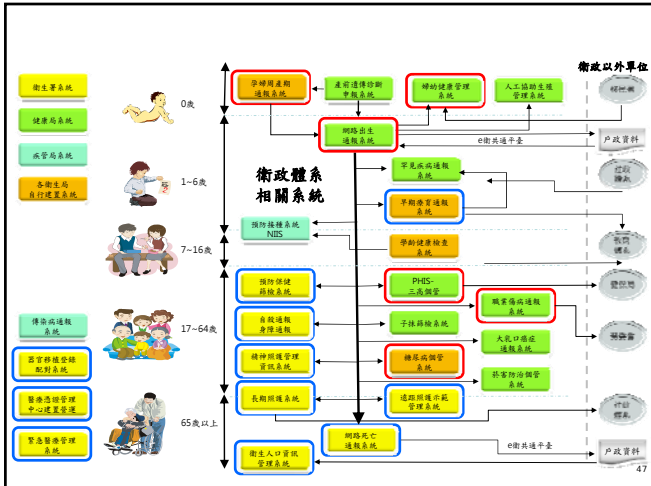 衛生署系統
健康局系統
疾管局系統
各衛生局
自行建置系統
傳染病通報
系統
器官移植登錄
配對系統
醫療憑證管理
中心建置營運
緊急醫療管理
系統
0歲
1~6歲
7~16歲
17~64歲
65歲以上
衛政體系
相關系統
孕婦周產期
通報系統
產前遺傳診斷
申報系統
婦幼健康管理
系統
人工協助生殖
管理系統
網路出生
通報系統
e衛共通平臺
罕見疾病通報
系統
早期療育通報
系統
預防接種系統
NIIS
學齡健康檢查
系統
預防保健
篩檢系統
PHIS-
三高個管
職業傷病通報
系統
自殺通報
身障通報
子抹篩檢系統
大乳口癌症
通報系統
精神照護管理
資訊系統
糖尿病個管
系統
菸害防治個管
系統
長期照護系統
遠距照護示範
管理系統
網路死亡
通報系統
e衛共通平臺
衛生人口資訊
管理系統
衛政以外單位
戶政資料
健保局
勞委會
戶政資料
47